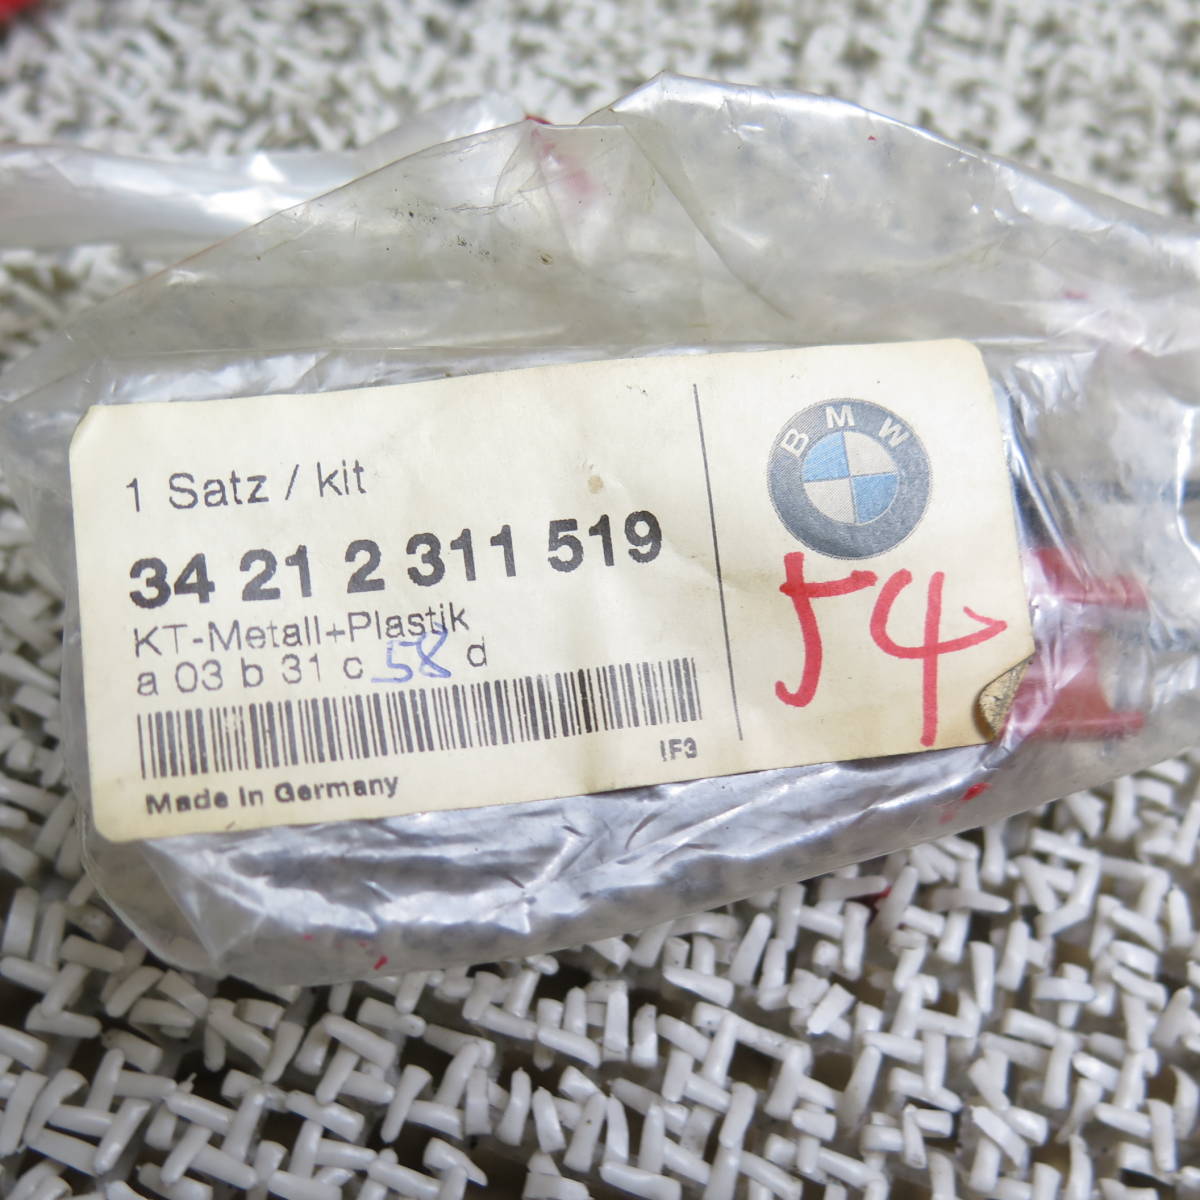 1 Satz / kit
34 21 2 311 519
KT-Metall+Plastik
a 03 b 31 c 58 d
IF3
Made in Germany
BMW
54